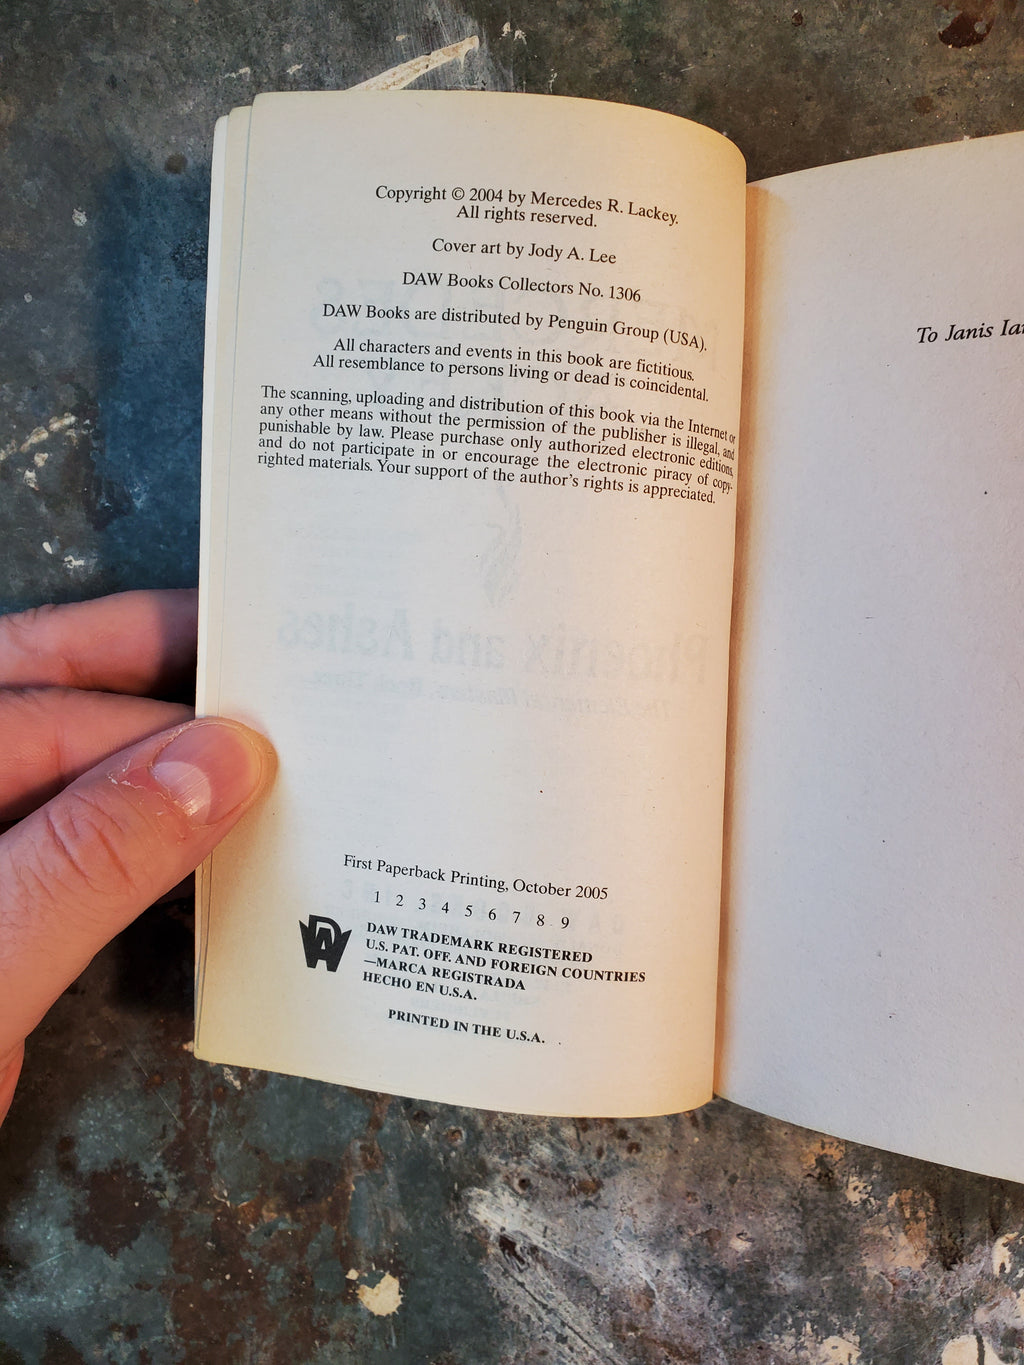 Copyright © 2004 by Mercedes R. Lackey.
All rights reserved.
Cover art by Jody A. Lee
DAW Books Collectors No. 1306
DAW Books are distributed by Penguin Group (USA).
All characters and events in this book are fictitious.
All resemblance to persons living or dead is coincidental.
The scanning, uploading and distribution of this book via the Internet or
any other means without the permission of the publisher is illegal, and
punishable by law. Please purchase only authorized electronic editions,
and do not participate in or encourage the electronic piracy of copy-
righted materials. Your support of the author's rights is appreciated.
Phoenix and Ashes
First Paperback Printing, October 2005
1 2 3 4 5 6 7 8 9
DAW
DAW TRADEMARK REGISTERED
U.S. PAT. OFF. AND FOREIGN COUNTRIES
—MARCA REGISTRADA
HECHO EN U.S.A.
PRINTED IN THE U.S.A.
To Janis